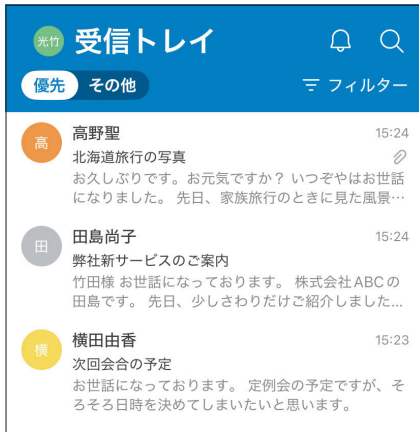 光竹 受信トレイ
優先 その他 フィルター
高 高野聖 15:24
北海道旅行の写真
お久しぶりです。お元気ですか? いつぞやはお世話
になりました。 先日、家族旅行のときに見た風景…
田 田島尚子 15:24
弊社新サービスのご案内
竹田様 お世話になっております。 株式会社ABCの
田島です。 先日、少しさわりだけご紹介しました...
横 横田由香 15:23
次回会合の予定
お世話になっております。 定例会の予定ですが、そ
ろそろ日時を決めてしまいたいと思います。